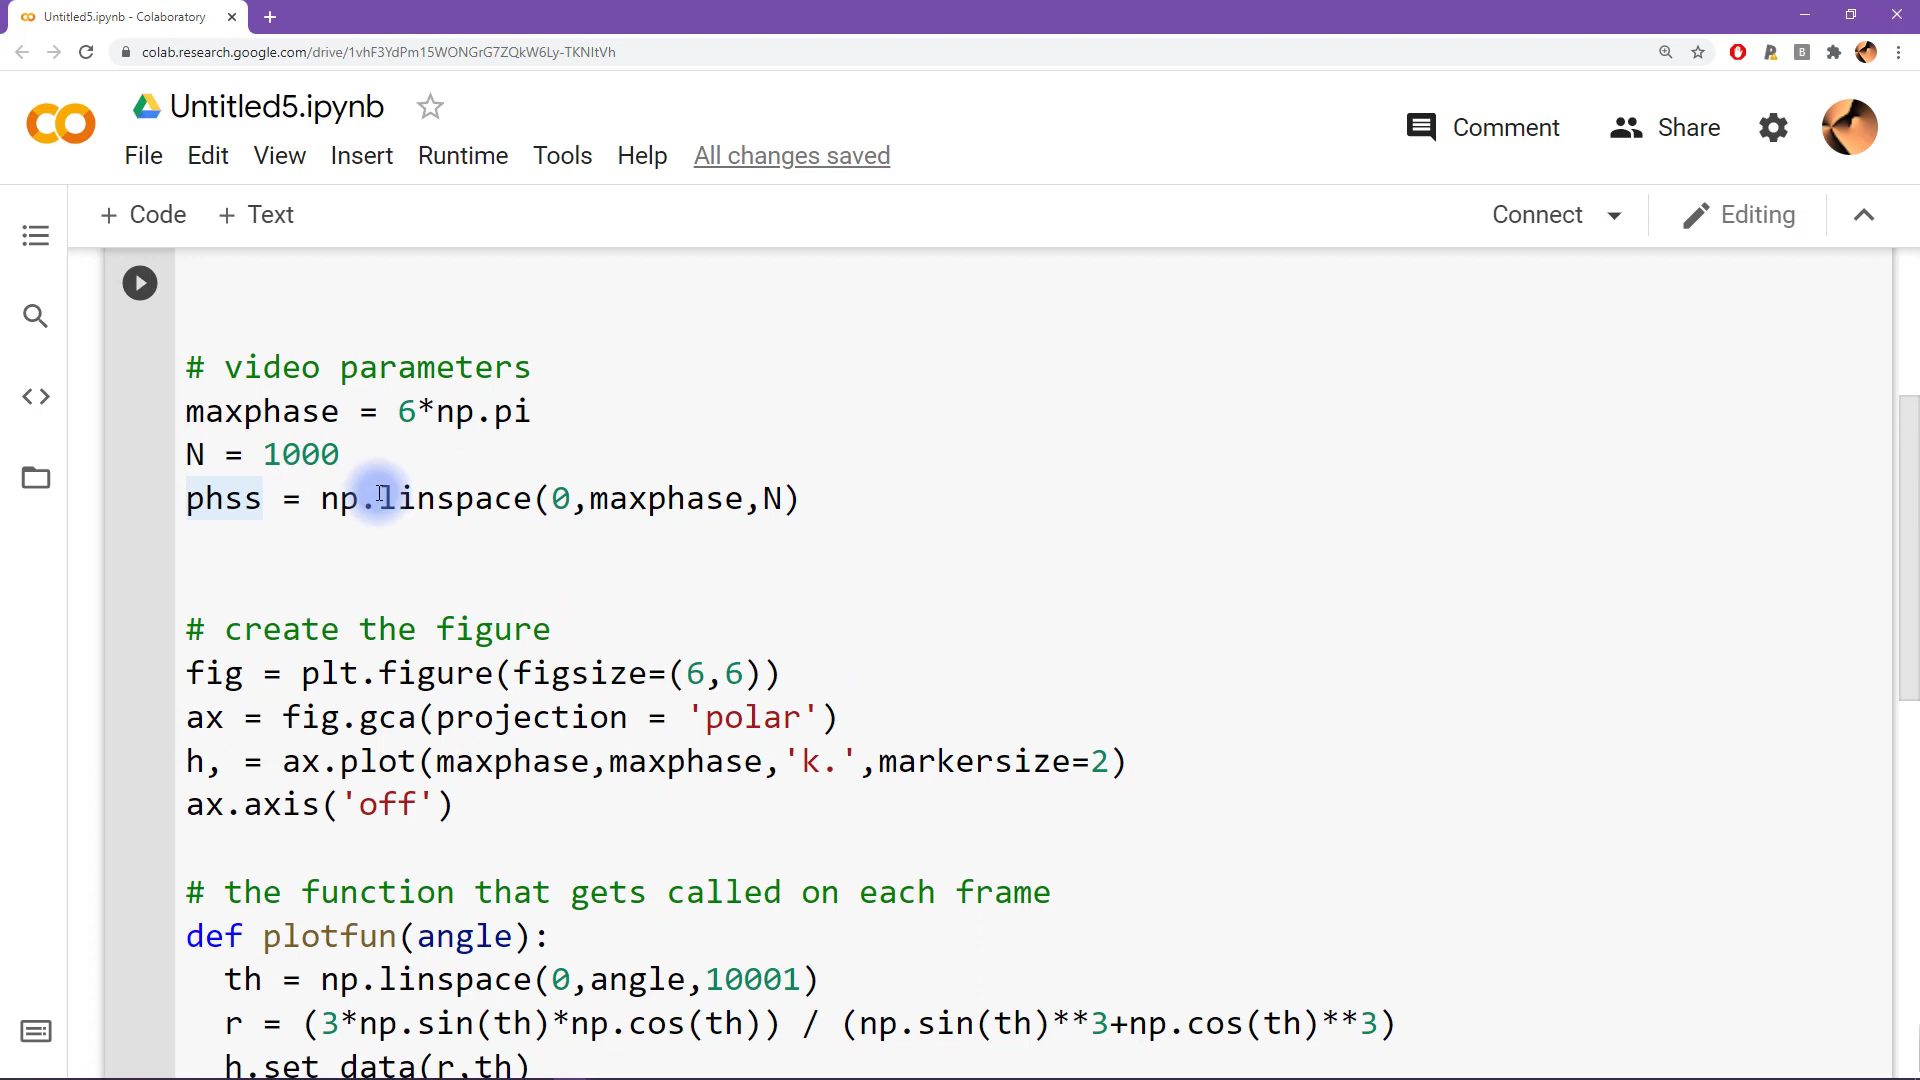 Untitled5.ipynb - Colaboratory
colab.research.google.com/drive/1vhF3YdPm15WONGrG7ZQkW6Ly-TKNItVh
Untitled5.ipynb
Comment Share
File Edit View Insert Runtime Tools Help All changes saved
+ Code + Text Connect Editing
# video parameters
maxphase = 6*np.pi
N = 1000
phss = np.linspace(0,maxphase,N)
# create the figure
fig = plt.figure(figsize=(6,6))
ax = fig.gca(projection = 'polar')
h, = ax.plot(maxphase,maxphase,'k.',markersize=2)
ax.axis('off')
# the function that gets called on each frame
def plotfun(angle):
th = np.linspace(0,angle,10001)
r = (3*np.sin(th)*np.cos(th)) / (np.sin(th)**3+np.cos(th)**3)
h.set_data(r,th)